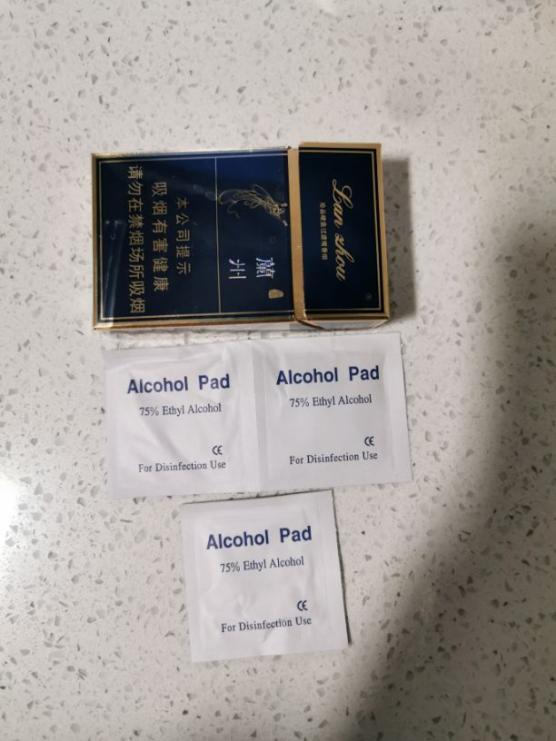 Lan zhou
®
蘭州
本公司提示
吸烟有害健康
请勿在禁烟场所吸烟
Alcohol Pad
75% Ethyl Alcohol
CE
For Disinfection Use
Alcohol Pad
75% Ethyl Alcohol
CE
For Disinfection Use
Alcohol Pad
75% Ethyl Alcohol
CE
For Disinfection Use